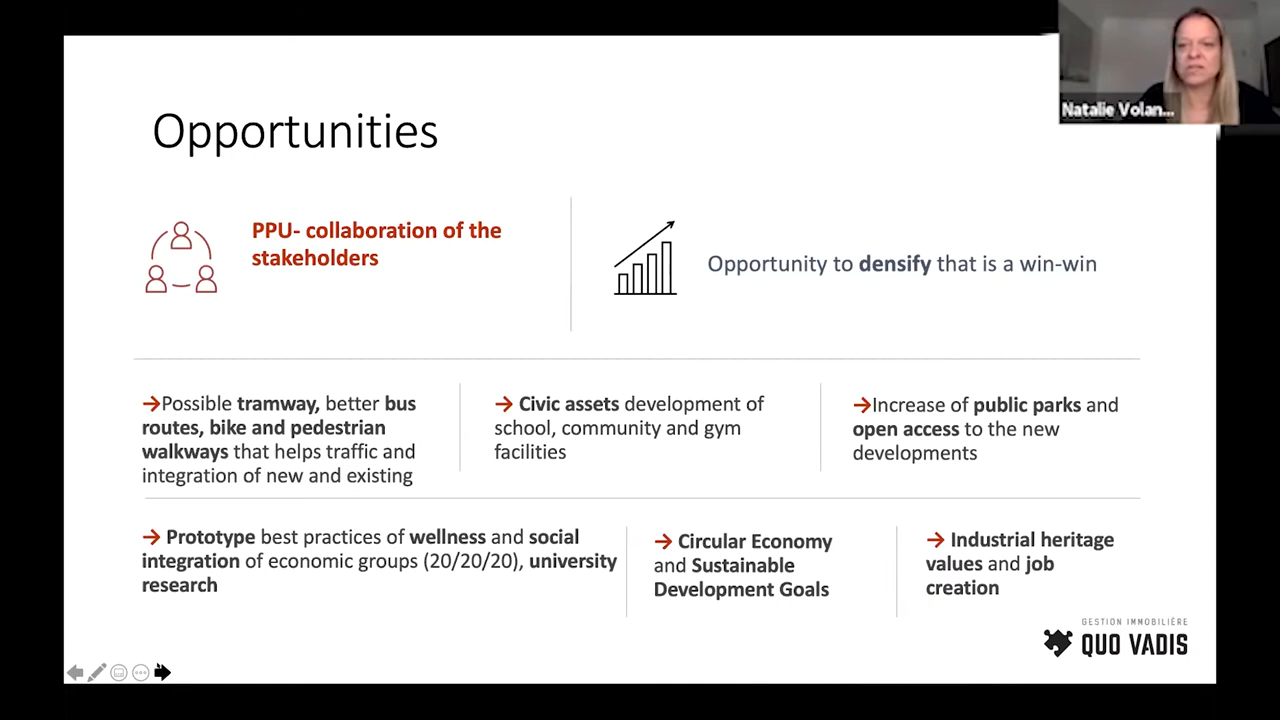 Natalie Volan...
Opportunities
PPU- collaboration of the
stakeholders
Opportunity to densify that is a win-win
→Possible tramway, better bus
routes, bike and pedestrian
walkways that helps traffic and
integration of new and existing
→ Civic assets development of
school, community and gym
facilities
→Increase of public parks and
open access to the new
developments
→ Prototype best practices of wellness and social
integration of economic groups (20/20/20), university
research
→ Circular Economy
and Sustainable
Development Goals
→ Industrial heritage
values and job
creation
GESTION IMMOBILIÈRE
QUO VADIS